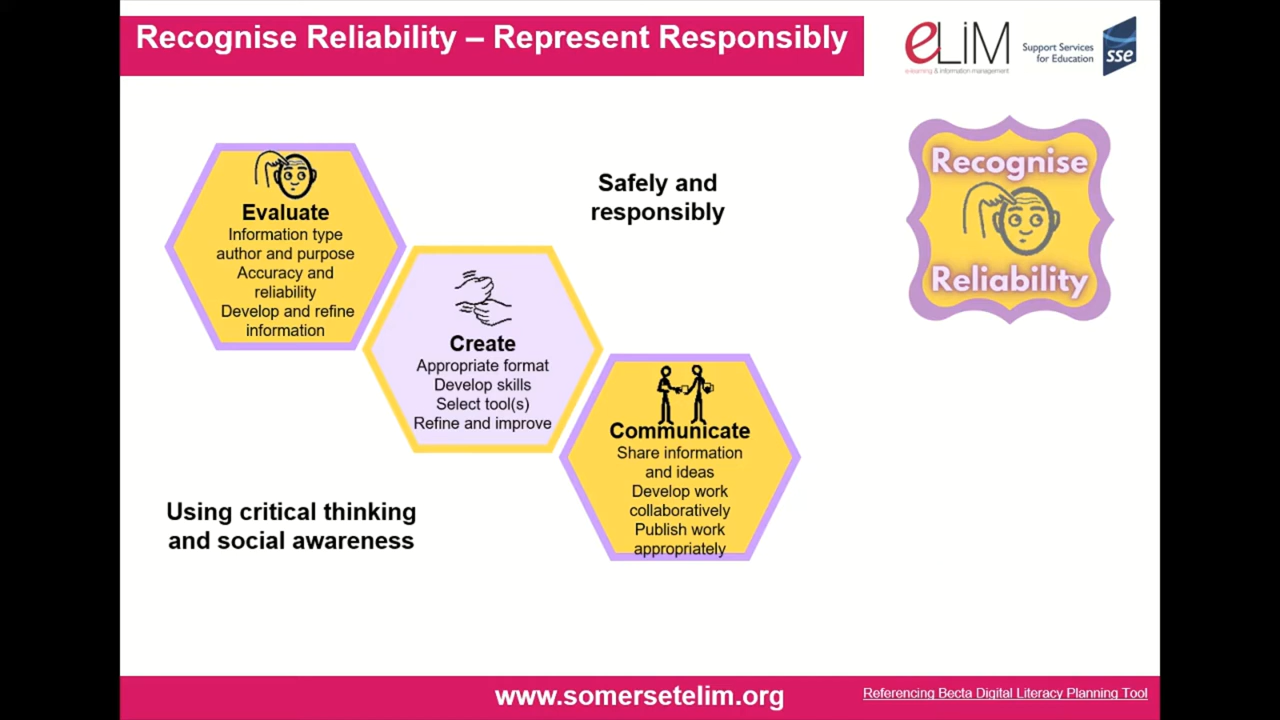 Recognise Reliability – Represent Responsibly
eLiM
e-learning & information management
Support Services
for Education
sse
Evaluate
Information type
author and purpose
Accuracy and
reliability
Develop and refine
information
Safely and
responsibly
Recognise
Reliability
Create
Appropriate format
Develop skills
Select tool(s)
Refine and improve
Communicate
Share information
and ideas
Develop work
collaboratively
Publish work
appropriately
Using critical thinking
and social awareness
www.somersetelim.org
Referencing Becta Digital Literacy Planning Tool